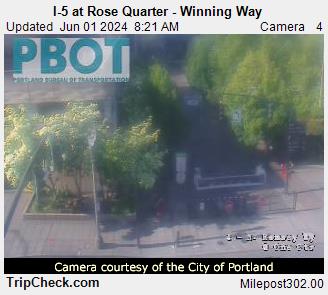 I-5 at Rose Quarter - Winning Way
Updated Jun 01 2024 8:21 AM Camera 4
PBOT
PORTLAND BUREAU OF TRANSPORTATION
Camera courtesy of the City of Portland
TripCheck.com Milepost302.00